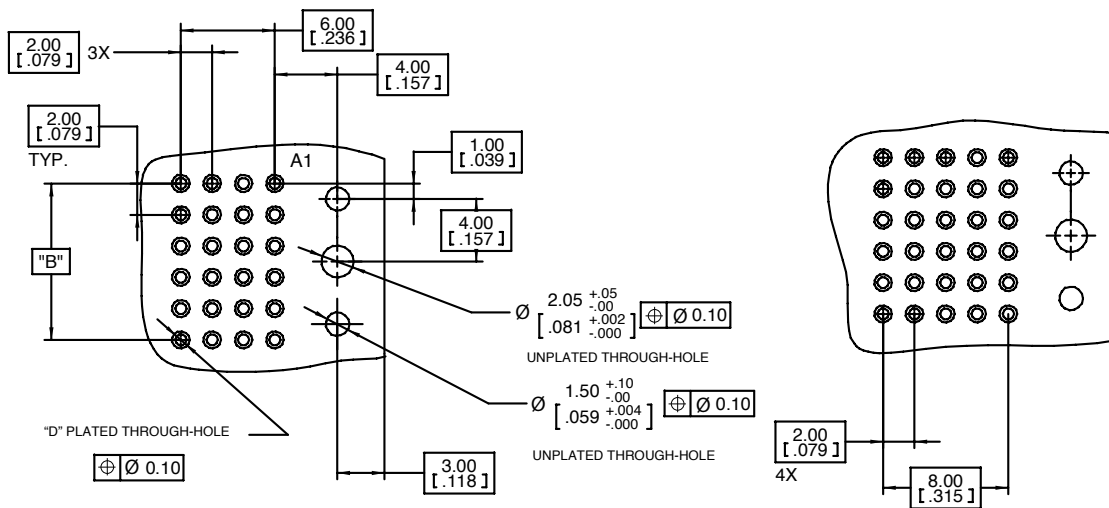 6.00
[.236]
2.00
[.079]
3X
4.00
[.157]
2.00
[.079]
TYP.
A1
1.00
[.039]
4.00
[.157]
"B"
Ø 2.05 +.05 -.00
[.081 +.002 -.000]
⌖ Ø 0.10
UNPLATED THROUGH-HOLE
Ø 1.50 +.10 -.00
[.059 +.004 -.000]
⌖ Ø 0.10
UNPLATED THROUGH-HOLE
“D” PLATED THROUGH-HOLE
⌖ Ø 0.10
3.00
[.118]
2.00
[.079]
4X
8.00
[.315]